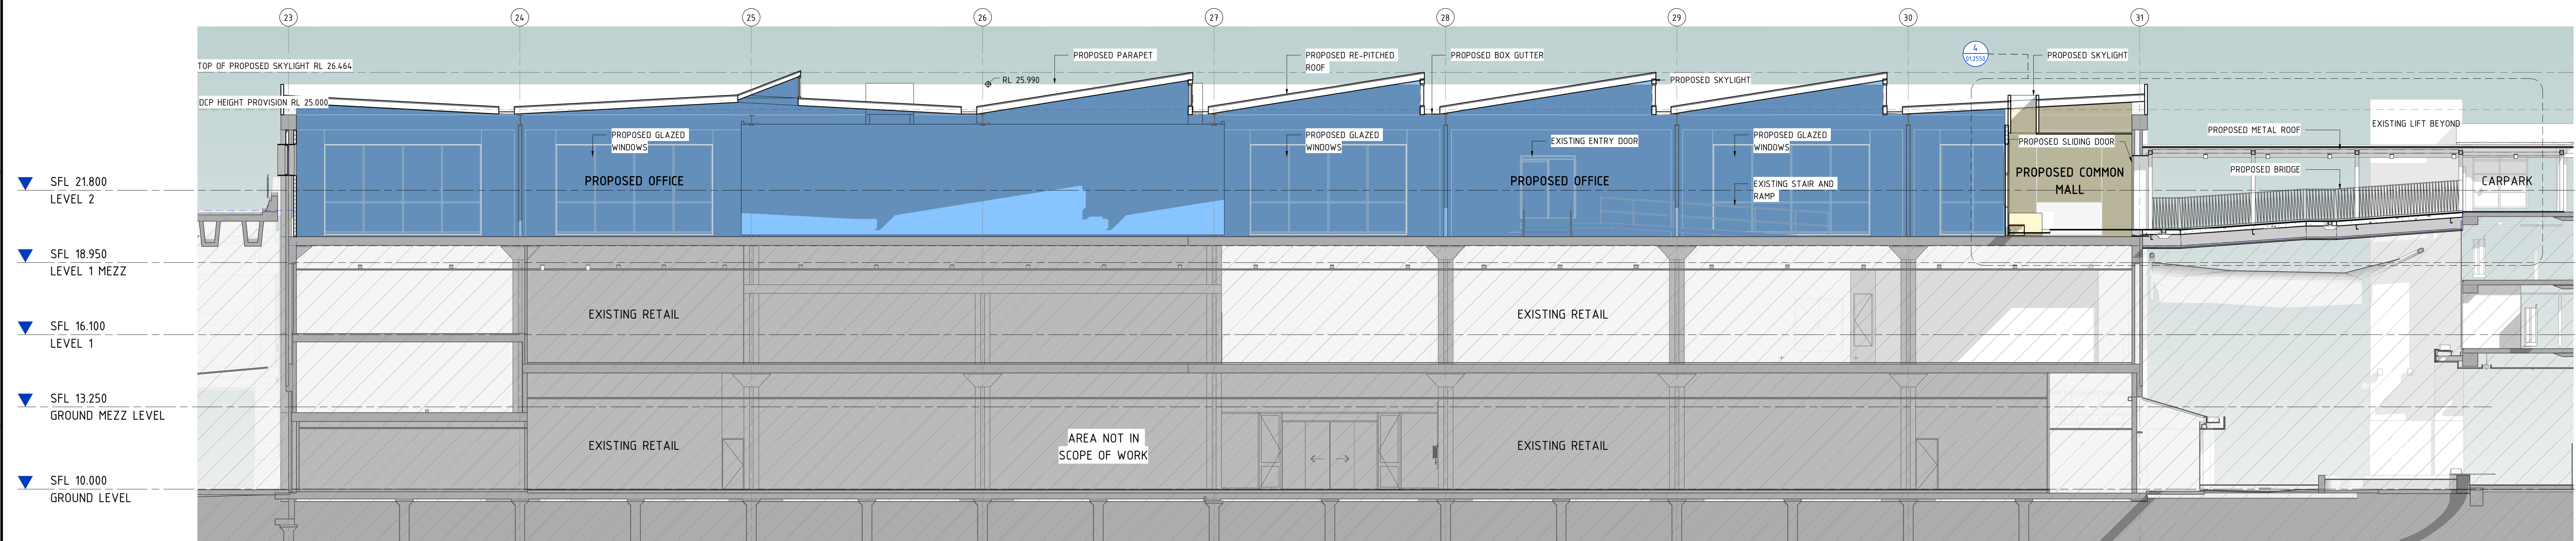 23
24
25
26
27
28
29
30
31
TOP OF PROPOSED SKYLIGHT RL 26.464
DCP HEIGHT PROVISION RL 25.000
RL 25.990
PROPOSED PARAPET
PROPOSED RE-PITCHED
ROOF
PROPOSED BOX GUTTER
PROPOSED SKYLIGHT
4
012550
PROPOSED SKYLIGHT
EXISTING LIFT BEYOND
PROPOSED METAL ROOF
PROPOSED SLIDING DOOR
PROPOSED BRIDGE
CARPARK
PROPOSED GLAZED
WINDOWS
PROPOSED GLAZED
WINDOWS
EXISTING ENTRY DOOR
PROPOSED GLAZED
WINDOWS
PROPOSED OFFICE
PROPOSED OFFICE
EXISTING STAIR AND
RAMP
PROPOSED COMMON
MALL
SFL 21.800
LEVEL 2
SFL 18.950
LEVEL 1 MEZZ
EXISTING RETAIL
EXISTING RETAIL
SFL 16.100
LEVEL 1
SFL 13.250
GROUND MEZZ LEVEL
EXISTING RETAIL
AREA NOT IN
SCOPE OF WORK
EXISTING RETAIL
SFL 10.000
GROUND LEVEL